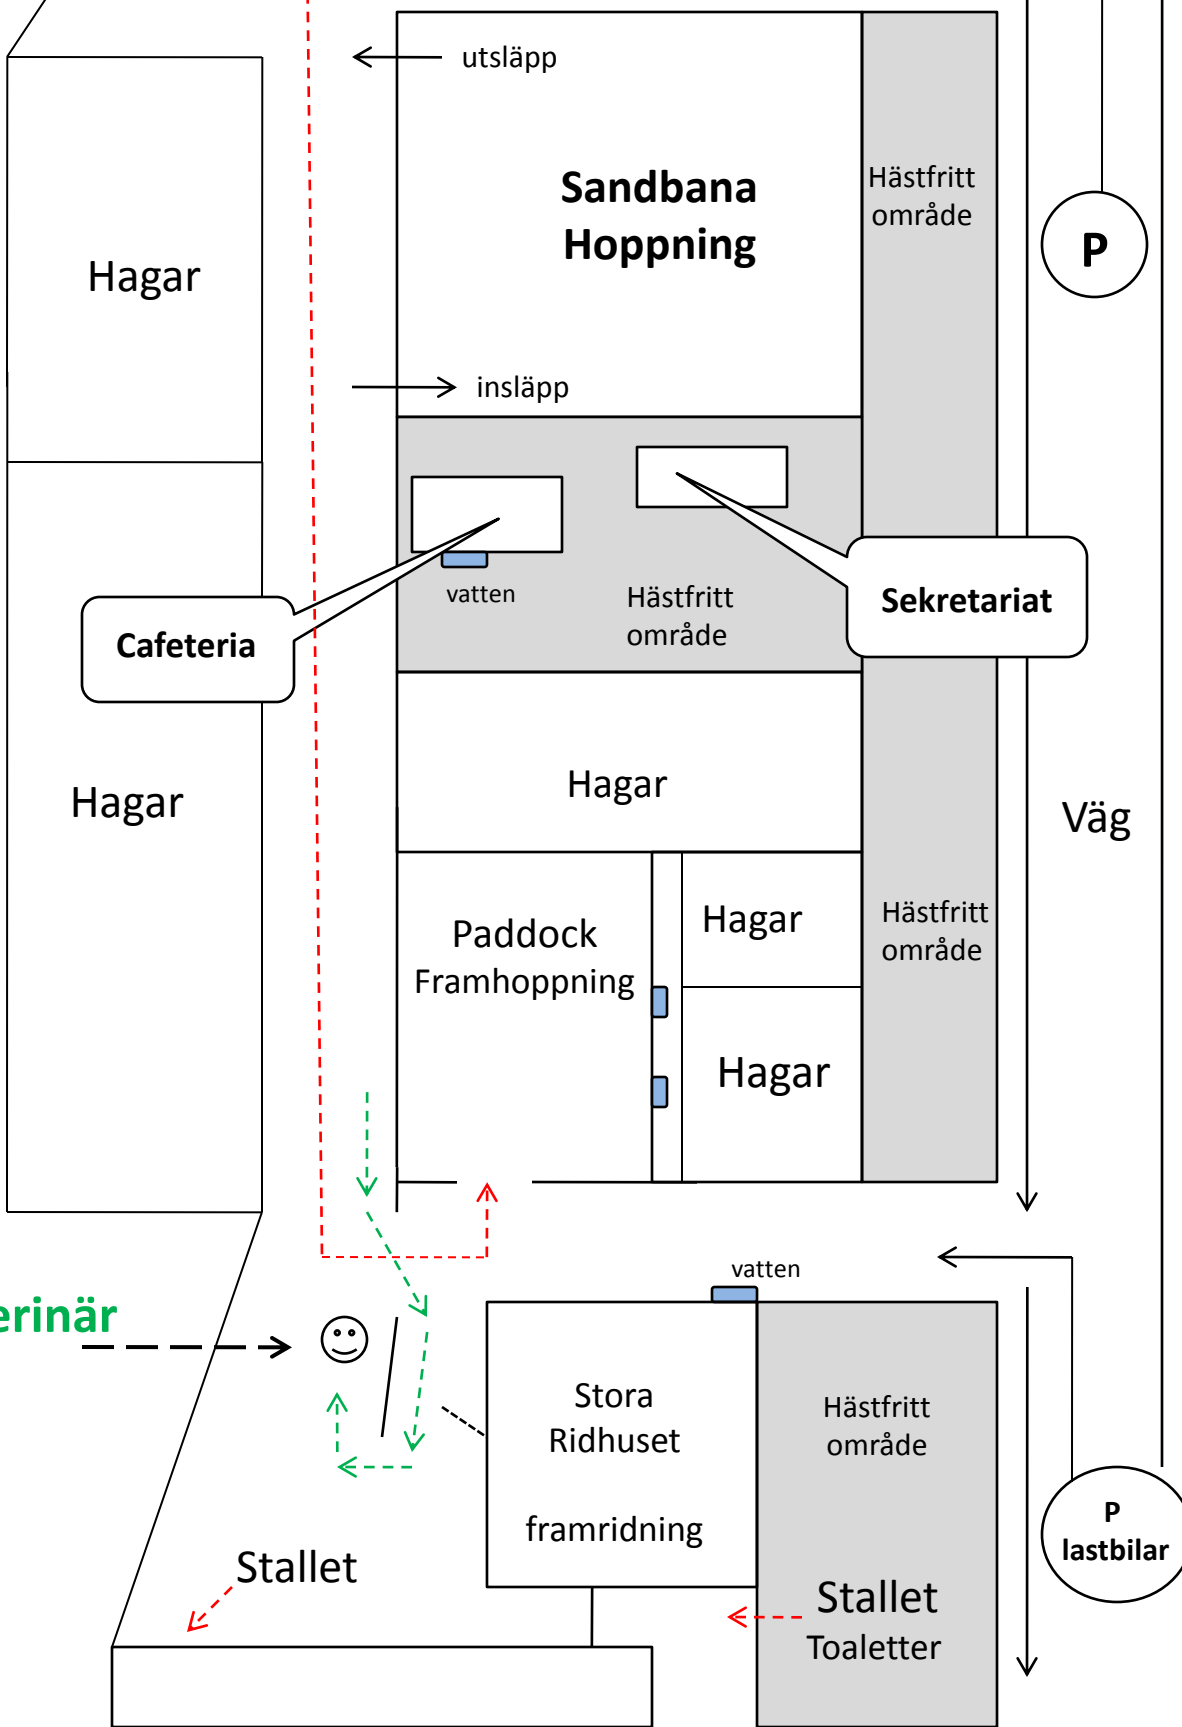 utsläpp
Sandbana
Hoppning
Hästfritt
område
P
Hagar
insläpp
vatten
Hästfritt
område
Sekretariat
Cafeteria
Hagar
Hagar
Väg
Paddock
Framhoppning
Hagar
Hästfritt
område
Hagar
vatten
erinär
Stora
Ridhuset
framridning
Hästfritt
område
P
lastbilar
Stallet
Stallet
Toaletter